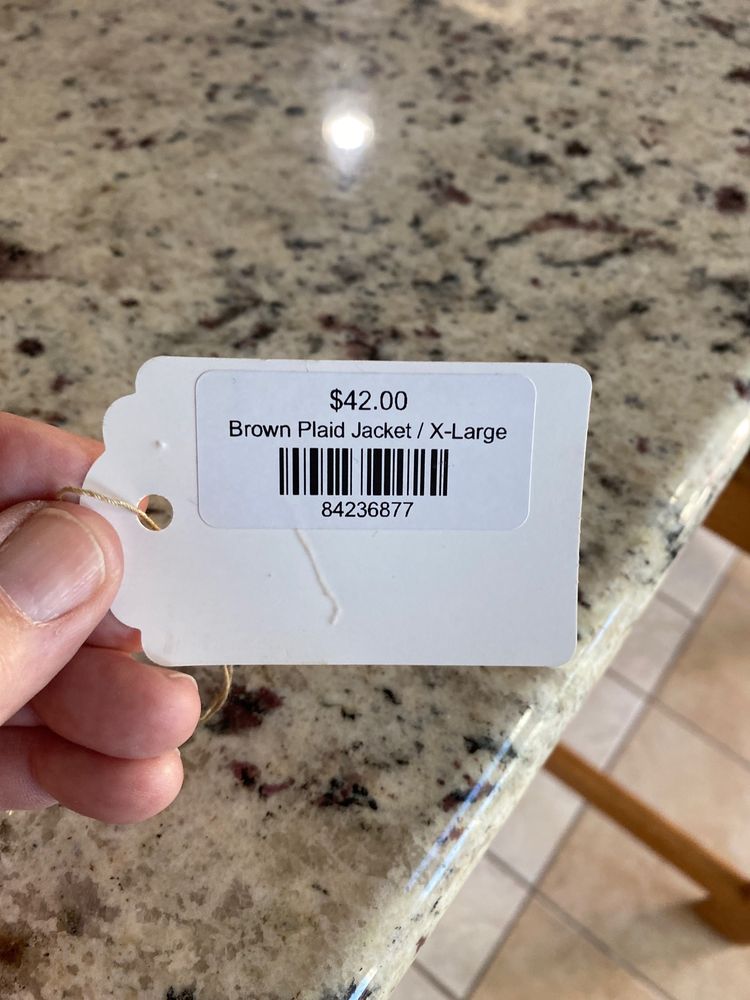 $42.00
Brown Plaid Jacket / X-Large
84236877